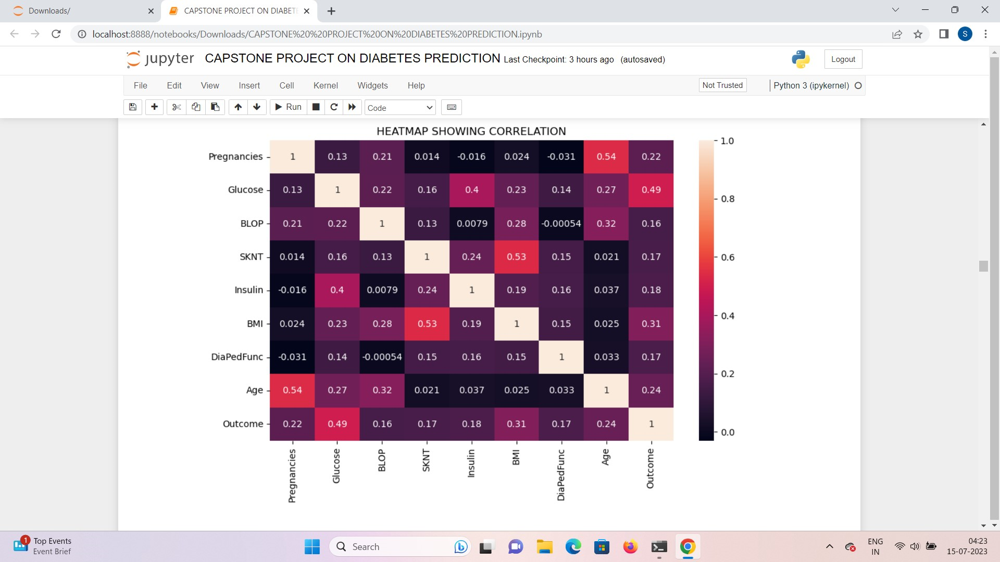 Downloads/
CAPSTONE PROJECT ON DIABET
localhost:8888/notebooks/Downloads/CAPSTONE%20%20PROJECT%20ON%20DIABETES%20PREDICTION.ipynb
S
jupyter CAPSTONE PROJECT ON DIABETES PREDICTION Last Checkpoint: 3 hours ago (autosaved)
Logout
File Edit View Insert Cell Kernel Widgets Help
Not Trusted
Python 3 (ipykernel)
Run
Code
HEATMAP SHOWING CORRELATION
Pregnancies 1 0.13 0.21 0.014 -0.016 0.024 -0.031 0.54 0.22
Glucose 0.13 1 0.22 0.16 0.4 0.23 0.14 0.27 0.49
BLOP 0.21 0.22 1 0.13 0.0079 0.28 -0.00054 0.32 0.16
SKNT 0.014 0.16 0.13 1 0.24 0.53 0.15 0.021 0.17
Insulin -0.016 0.4 0.0079 0.24 1 0.19 0.16 0.037 0.18
BMI 0.024 0.23 0.28 0.53 0.19 1 0.15 0.025 0.31
DiaPedFunc -0.031 0.14 -0.00054 0.15 0.16 0.15 1 0.033 0.17
Age 0.54 0.27 0.32 0.021 0.037 0.025 0.033 1 0.24
Outcome 0.22 0.49 0.16 0.17 0.18 0.31 0.17 0.24 1
Pregnancies Glucose BLOP SKNT Insulin BMI DiaPedFunc Age Outcome
1.0
0.8
0.6
0.4
0.2
0.0
1
Top Events
Event Brief
Search
ENG
IN
04:23
15-07-2023